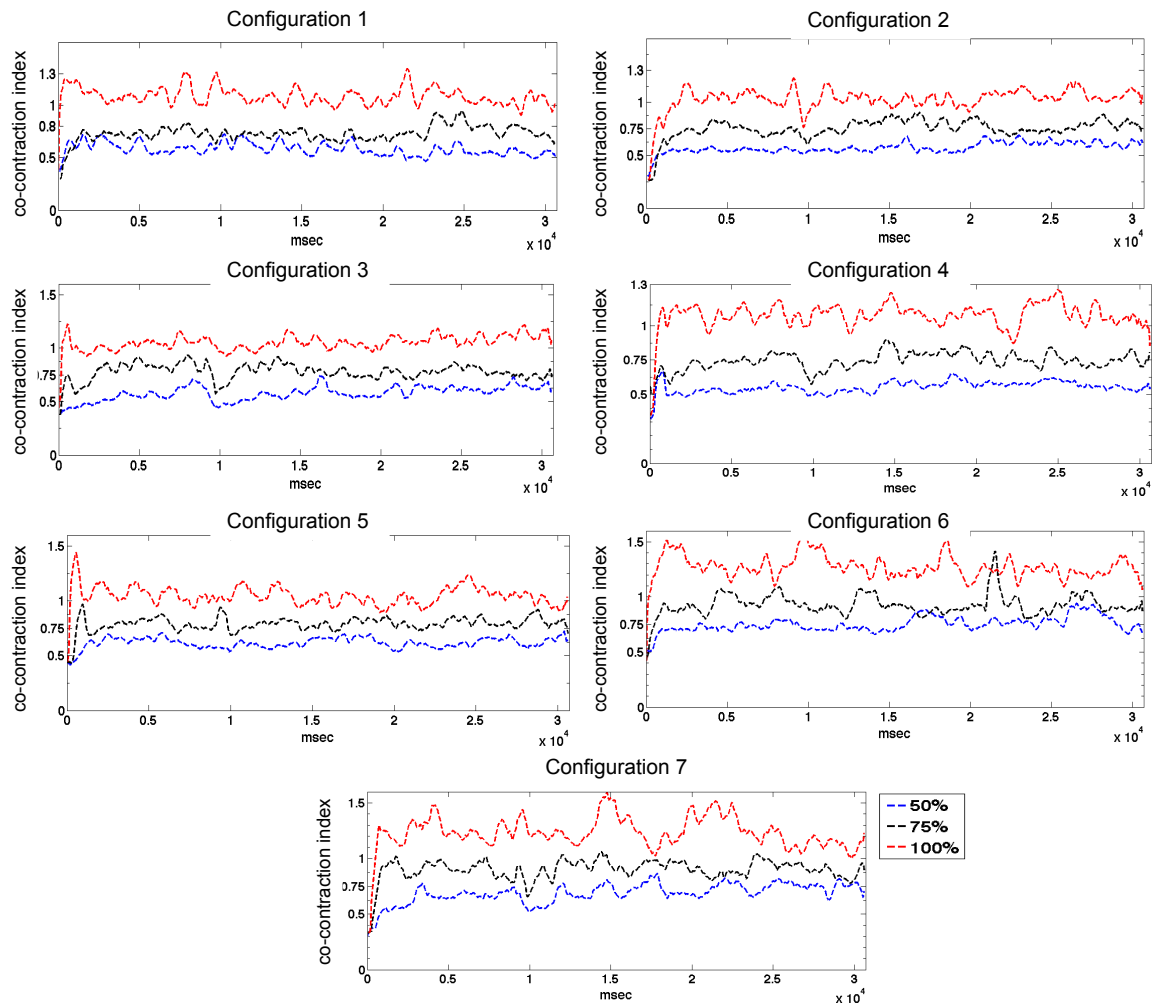 Configuration 1
co-contraction index
1.3
1
0.8
0.5
0
0 0.5 1 1.5 2 2.5 3
msec
x 10^4
Configuration 2
co-contraction index
1.3
1
0.75
0.5
0
0 0.5 1 1.5 2 2.5 3
msec
x 10^4
Configuration 3
co-contraction index
1.5
1
0.75
0.5
0
0 0.5 1 1.5 2 2.5 3
msec
x 10^4
Configuration 4
co-contraction index
1.3
1
0.75
0.5
0
0 0.5 1 1.5 2 2.5 3
msec
x 10^4
Configuration 5
co-contraction index
1.5
1
0.75
0.5
0
0 0.5 1 1.5 2 2.5 3
msec
x 10^4
Configuration 6
co-contraction index
1.5
1
0.75
0.5
0
0 0.5 1 1.5 2 2.5 3
msec
x 10^4
Configuration 7
co-contraction index
1.5
1
0.75
0.5
0
0 0.5 1 1.5 2 2.5 3
msec
x 10^4
50%
75%
100%